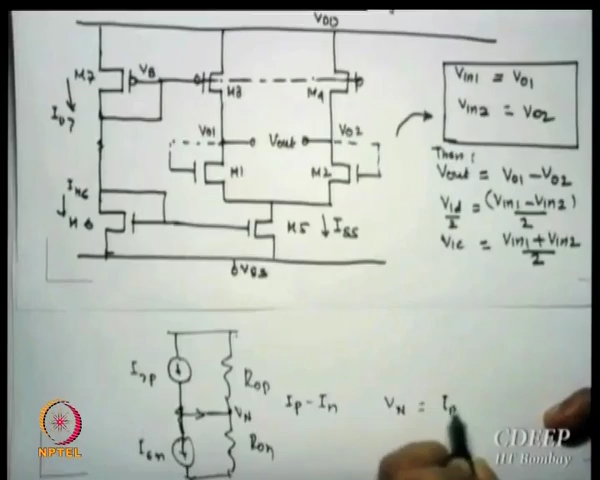 VDD
M7
VB
M3
M4
ID7
VO1
Vout
VO2
M1
M2
IM6
M6
M5
ISS
VSS
Vin1 = VO1
Vin2 = VO2
Then:
Vout = VO1 - VO2
Vid/2 = (Vin1 - Vin2)/2
Vic = Vin1 + Vin2/2
I7p
Rop
Ip - In
VN
VN = Ip
I6n
Ron
NPTEL
CDEEP
IIT Bombay